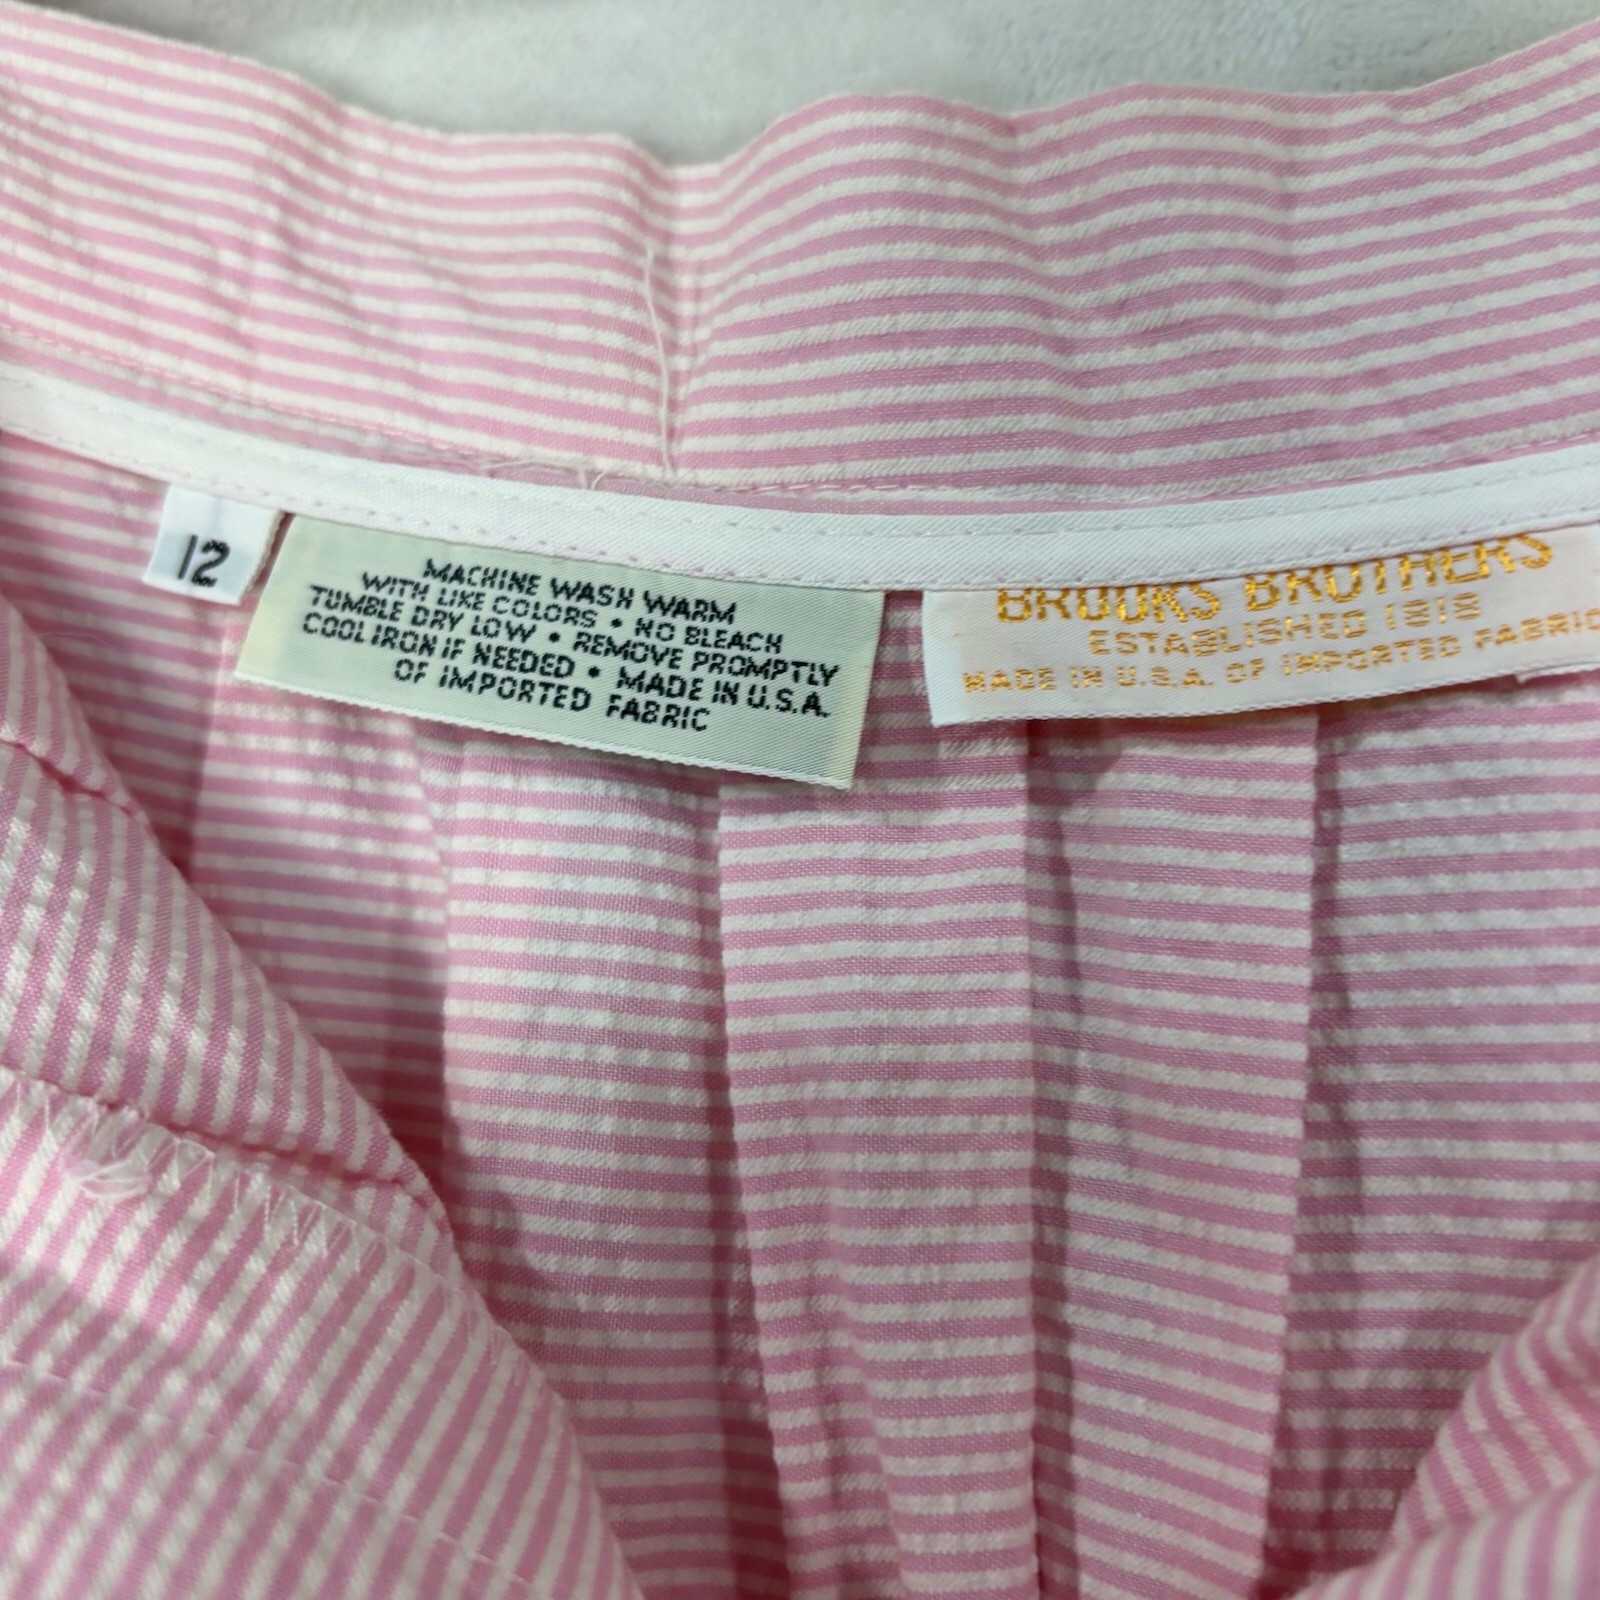 12
MACHINE WASH WARM
WITH LIKE COLORS • NO BLEACH
TUMBLE DRY LOW • REMOVE PROMPTLY
COOL IRON IF NEEDED • MADE IN U.S.A.
OF IMPORTED FABRIC
BROOKS BROTHERS
ESTABLISHED 1818
MADE IN U.S.A. OF IMPORTED FABRIC